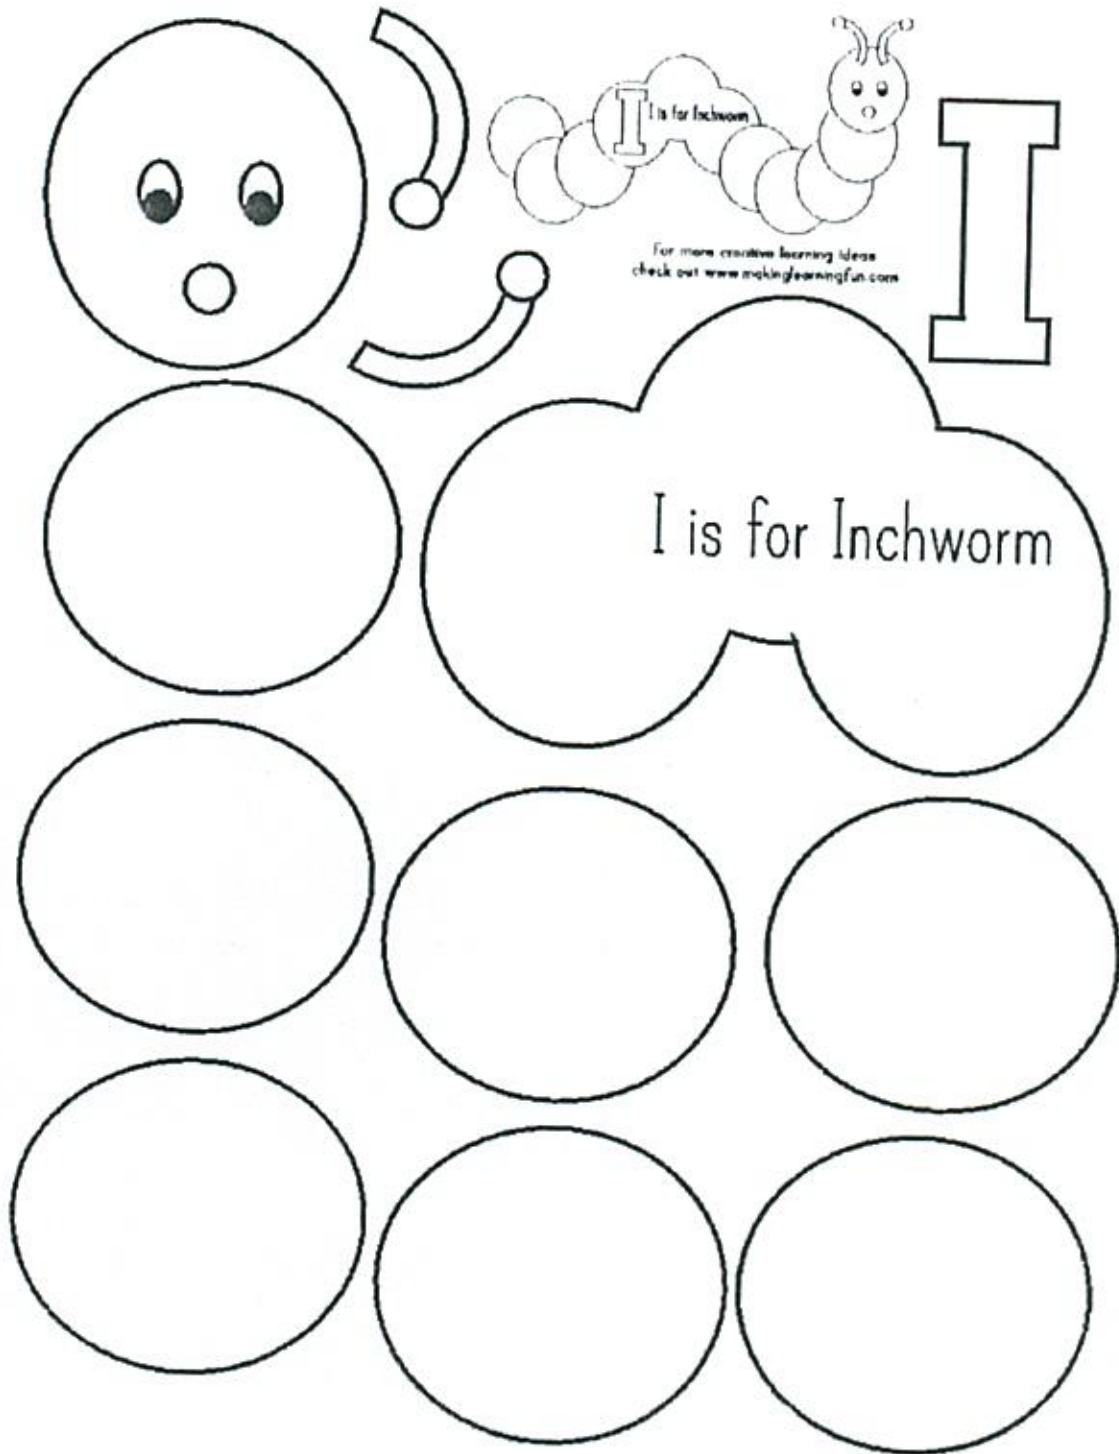 I
I is for Inchworm
For more creative learning ideas
check out www.makinglearningfun.com
I
I is for Inchworm